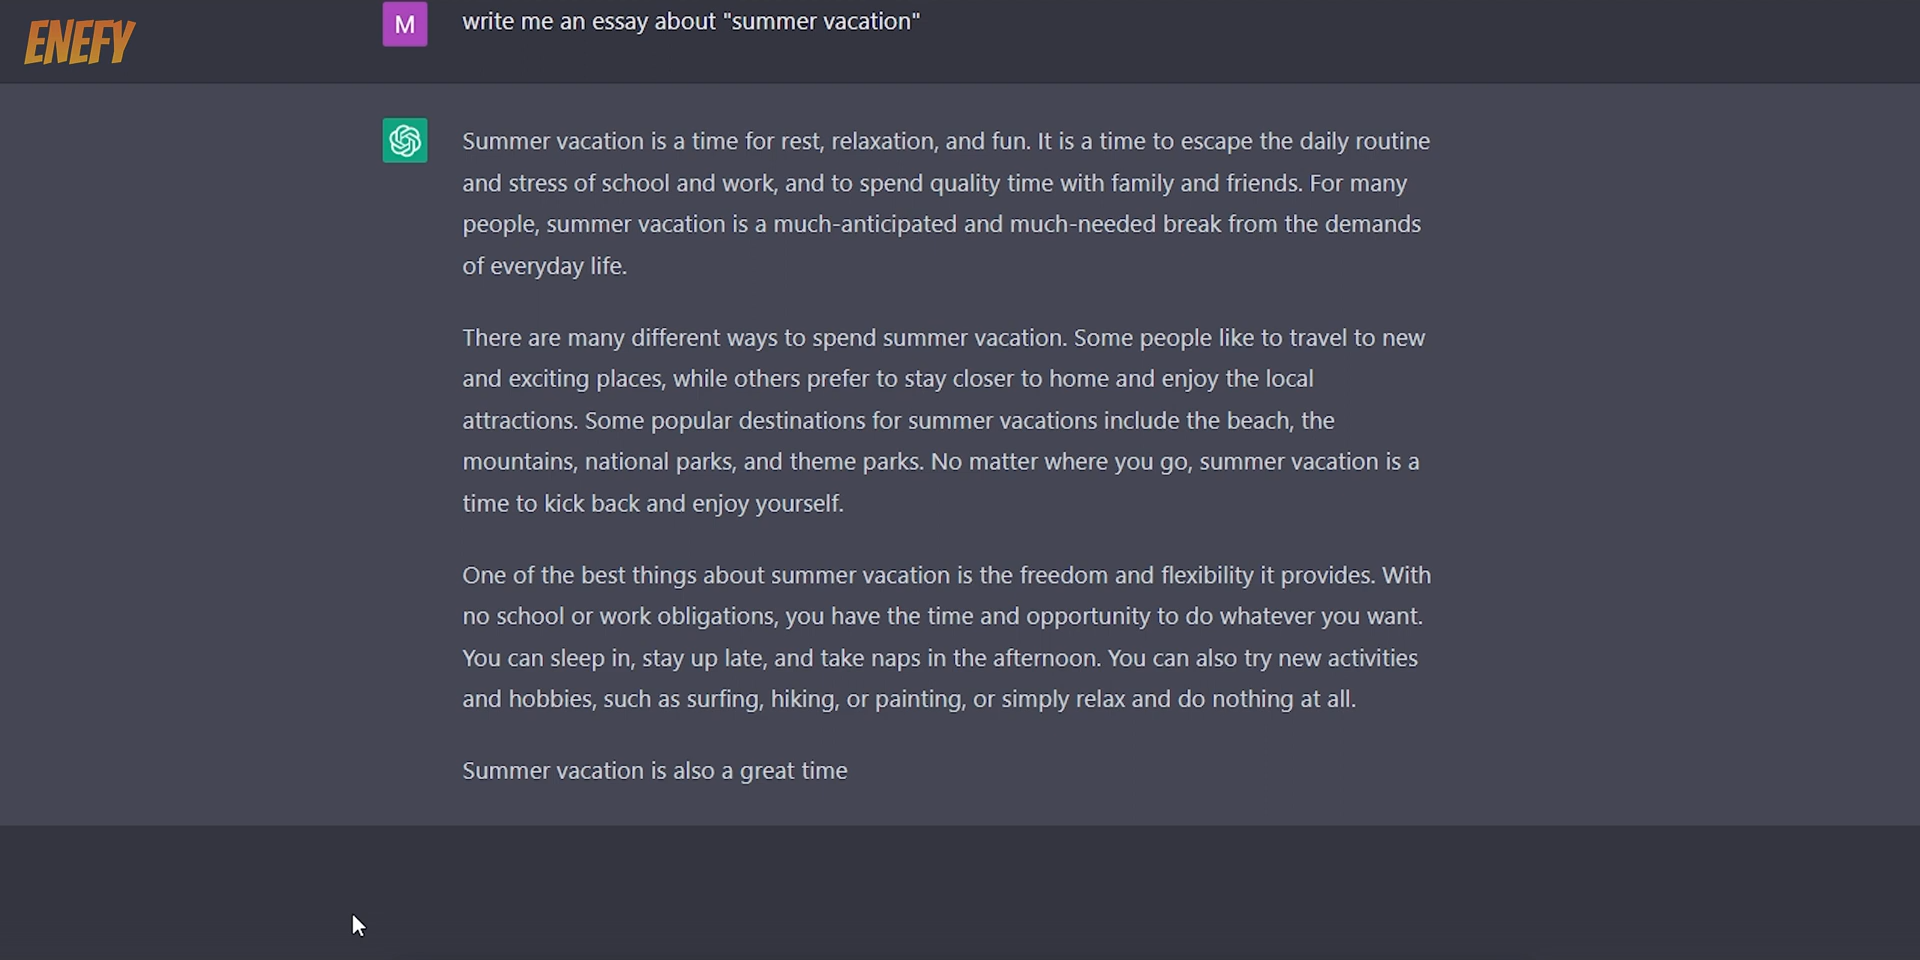 ENEFY
M
write me an essay about "summer vacation"
Summer vacation is a time for rest, relaxation, and fun. It is a time to escape the daily routine
and stress of school and work, and to spend quality time with family and friends. For many
people, summer vacation is a much-anticipated and much-needed break from the demands
of everyday life.
There are many different ways to spend summer vacation. Some people like to travel to new
and exciting places, while others prefer to stay closer to home and enjoy the local
attractions. Some popular destinations for summer vacations include the beach, the
mountains, national parks, and theme parks. No matter where you go, summer vacation is a
time to kick back and enjoy yourself.
One of the best things about summer vacation is the freedom and flexibility it provides. With
no school or work obligations, you have the time and opportunity to do whatever you want.
You can sleep in, stay up late, and take naps in the afternoon. You can also try new activities
and hobbies, such as surfing, hiking, or painting, or simply relax and do nothing at all.
Summer vacation is also a great time